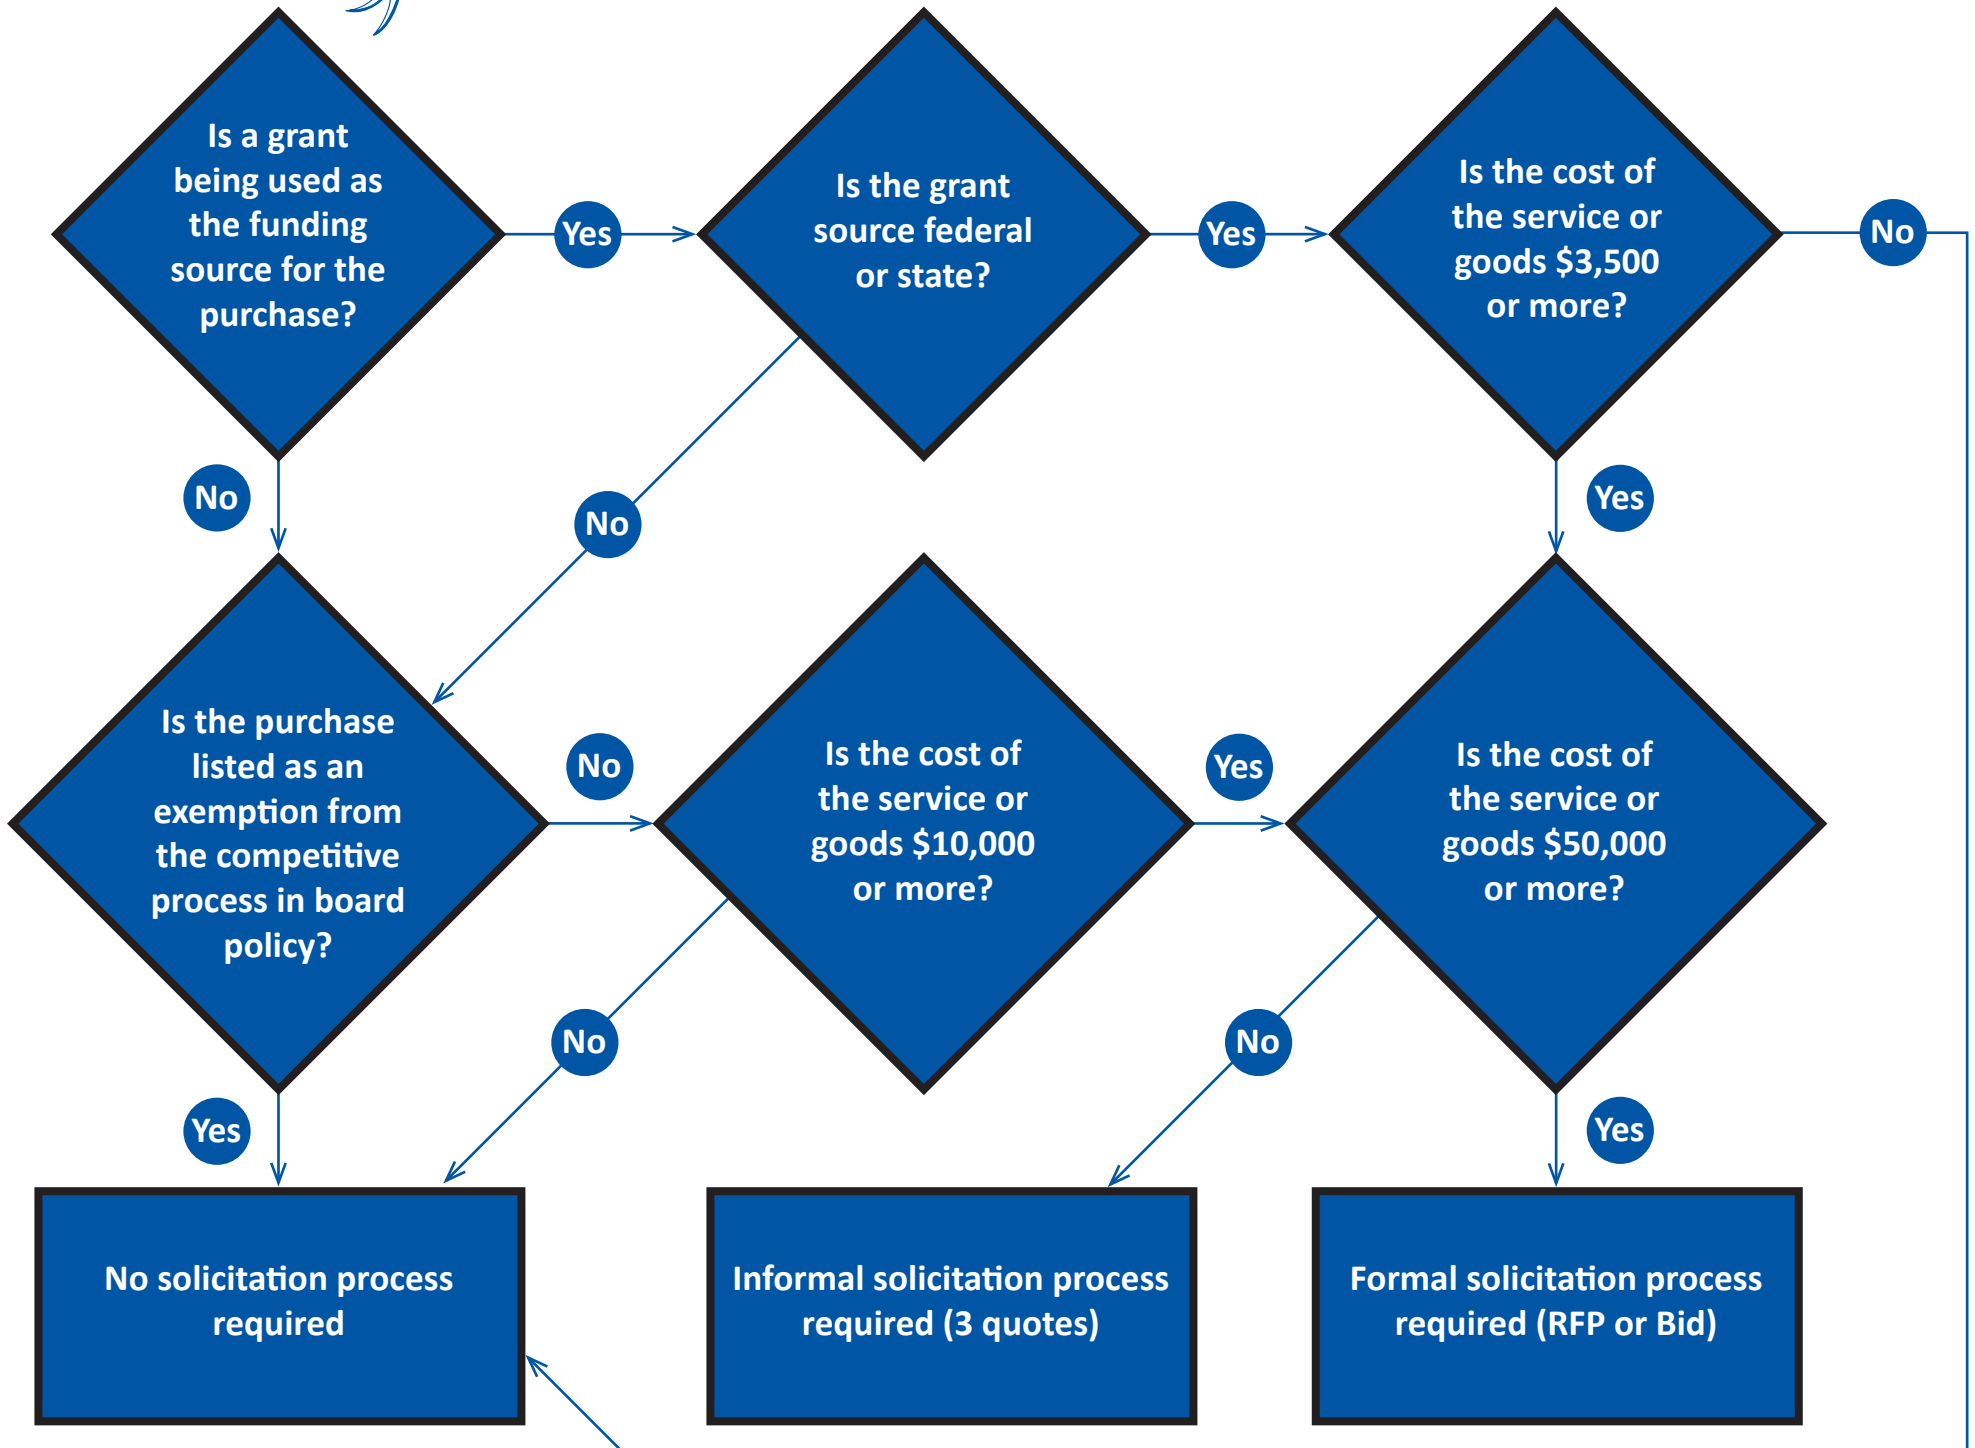 Is a grant
being used as
the funding
source for the
purchase?
Yes
Is the grant
source federal
or state?
Yes
Is the cost of
the service or
goods $3,500
or more?
No
No
No
Yes
Is the purchase
listed as an
exemption from
the competitive
process in board
policy?
No
Is the cost of
the service or
goods $10,000
or more?
Yes
Is the cost of
the service or
goods $50,000
or more?
No
No
Yes
Yes
No solicitation process
required
Informal solicitation process
required (3 quotes)
Formal solicitation process
required (RFP or Bid)